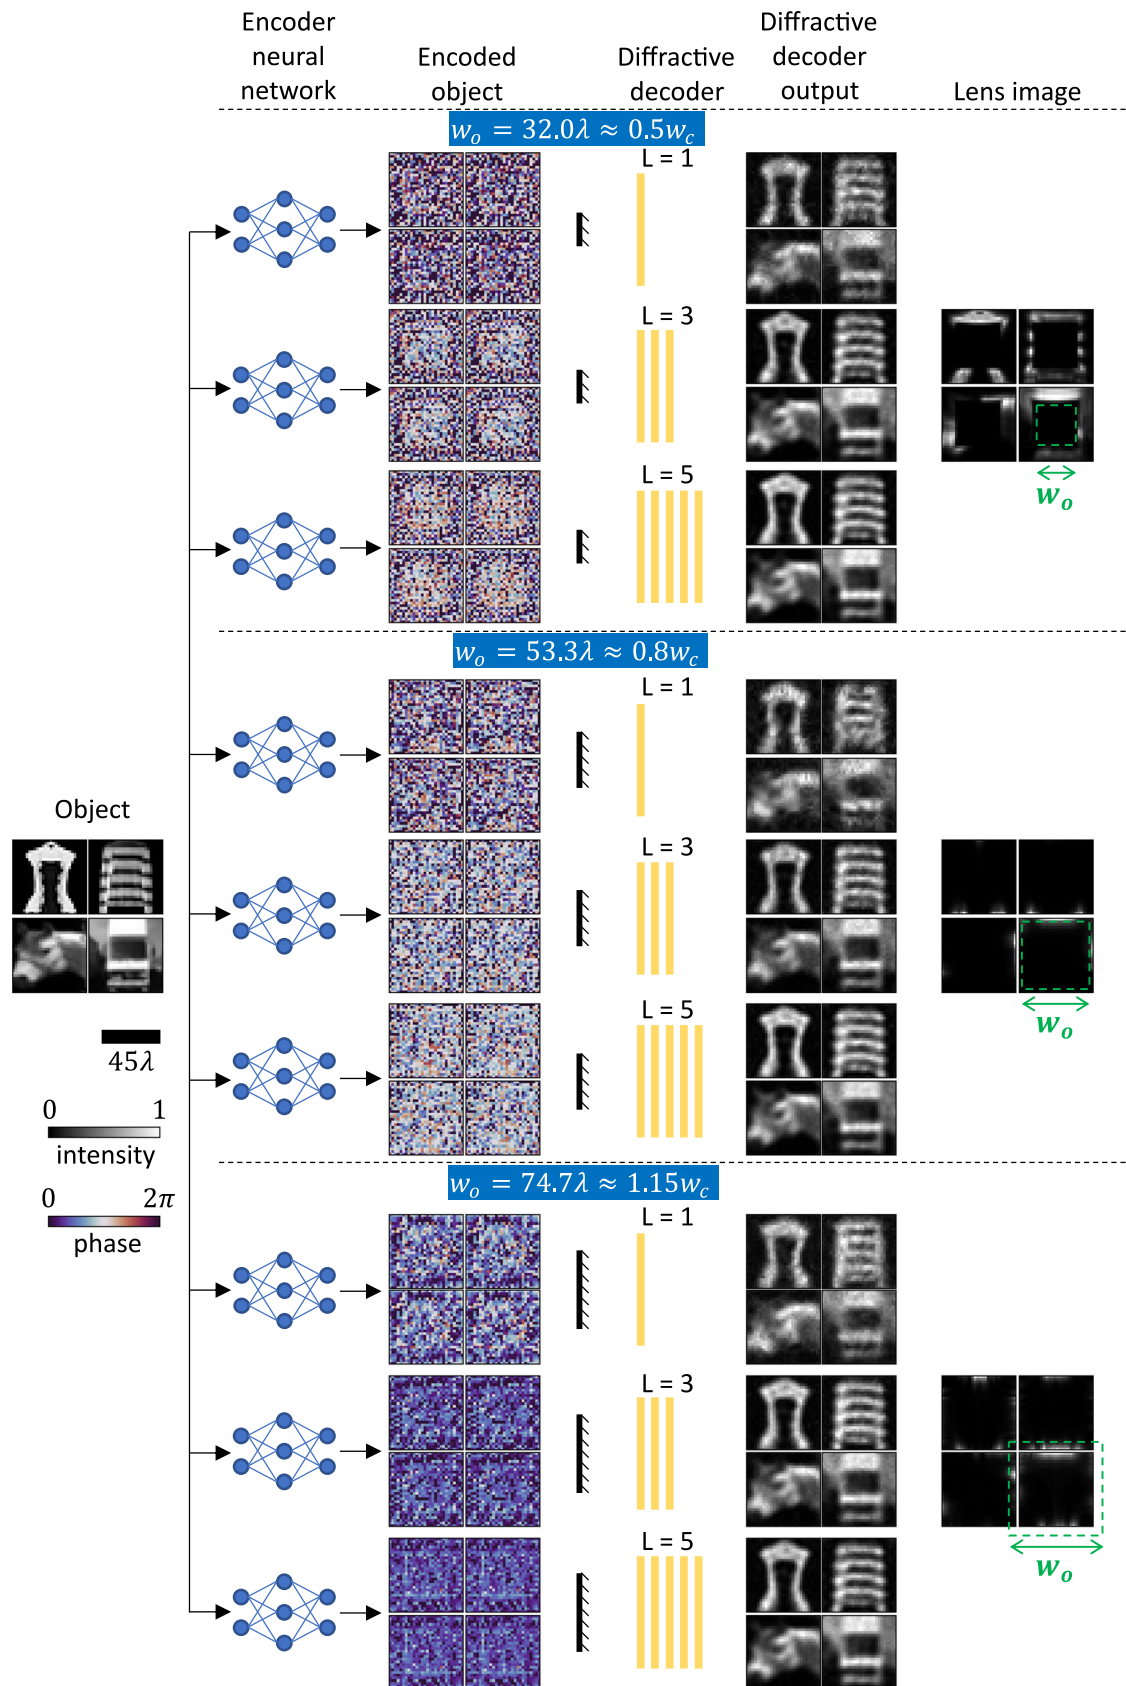 Encoder neural network
Encoded object
Diffractive decoder
Diffractive decoder output
Lens image
w_o = 32.0λ ≈ 0.5w_c
L = 1
L = 3
L = 5
w_o
w_o = 53.3λ ≈ 0.8w_c
L = 1
L = 3
L = 5
w_o
Object
45λ
0 1
intensity
0 2π
phase
w_o = 74.7λ ≈ 1.15w_c
L = 1
L = 3
L = 5
w_o